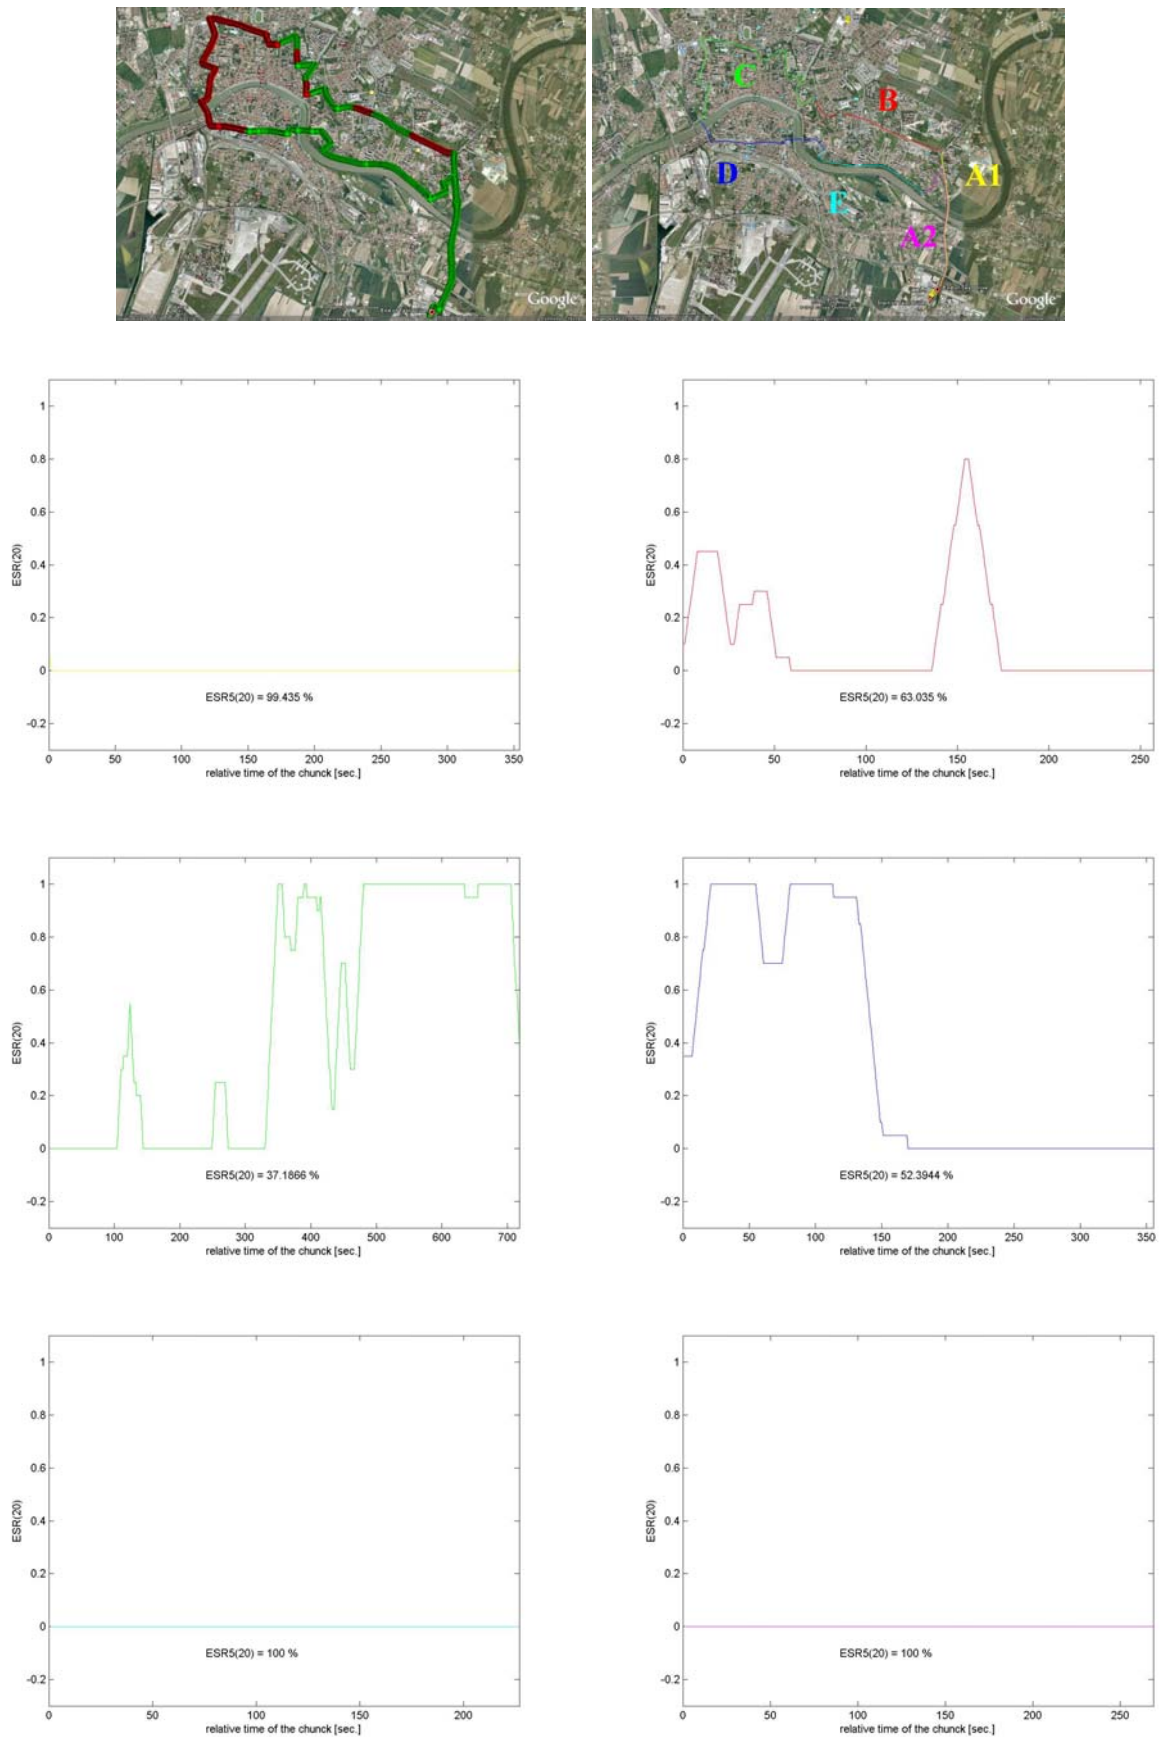 Google
C
B
D
E
A1
A2
Google
1
0.8
0.6
0.4
0.2
0
-0.2
ESR(20)
ESR5(20) = 99.435 %
0 50 100 150 200 250 300 350
relative time of the chunck [sec.]
1
0.8
0.6
0.4
0.2
0
-0.2
ESR(20)
ESR5(20) = 63.035 %
0 50 100 150 200 250
relative time of the chunck [sec.]
1
0.8
0.6
0.4
0.2
0
-0.2
ESR(20)
ESR5(20) = 37.1866 %
0 100 200 300 400 500 600 700
relative time of the chunck [sec.]
1
0.8
0.6
0.4
0.2
0
-0.2
ESR(20)
ESR5(20) = 52.3944 %
0 50 100 150 200 250 300 350
relative time of the chunck [sec.]
1
0.8
0.6
0.4
0.2
0
-0.2
ESR(20)
ESR5(20) = 100 %
0 50 100 150 200
relative time of the chunck [sec.]
1
0.8
0.6
0.4
0.2
0
-0.2
ESR(20)
ESR5(20) = 100 %
0 50 100 150 200 250
relative time of the chunck [sec.]